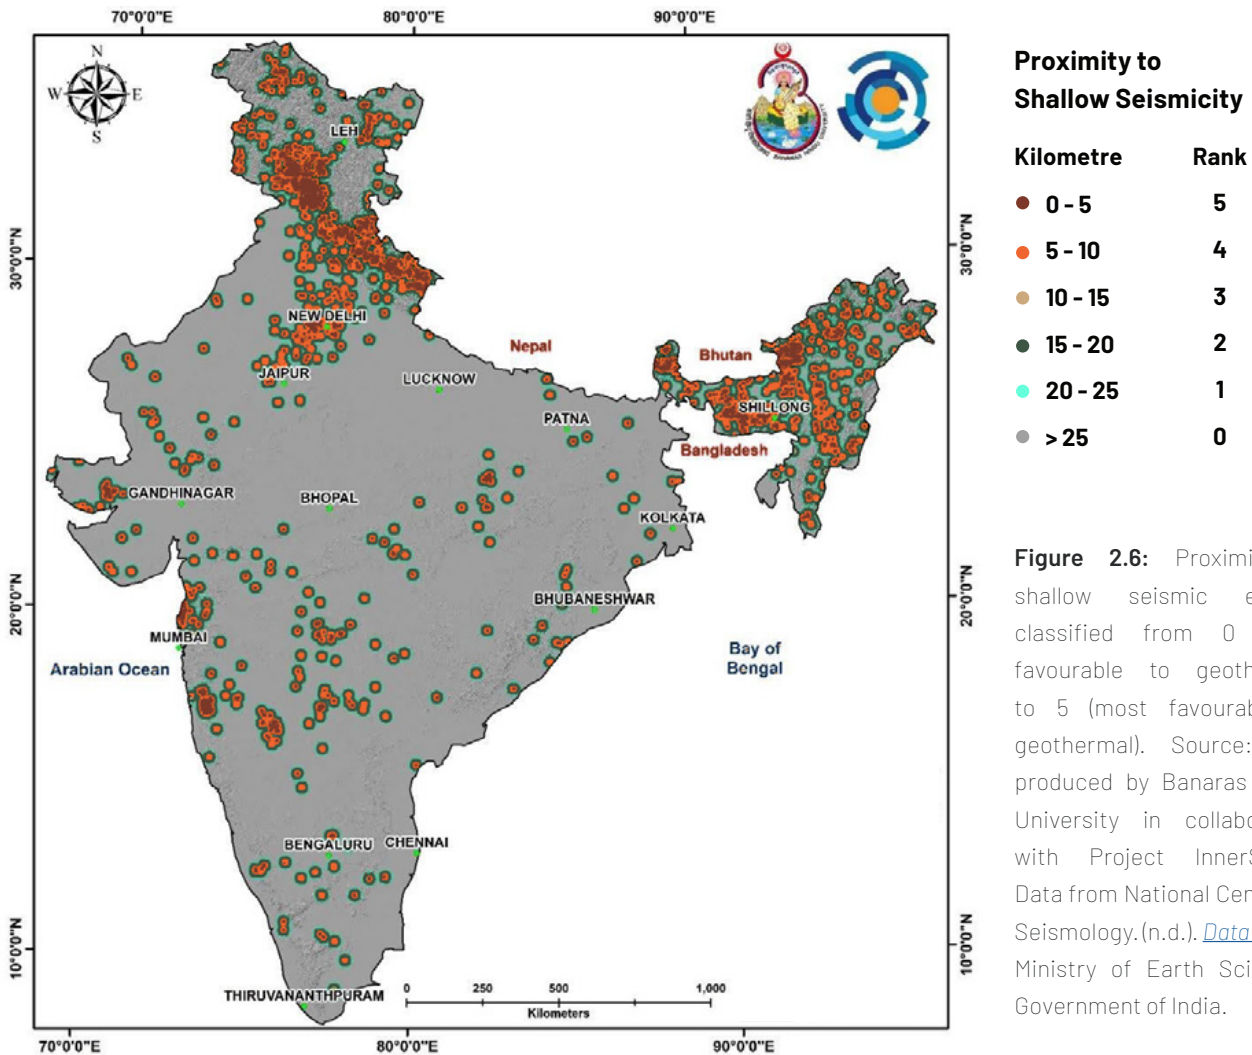 70°0'0"E 80°0'0"E 90°0'0"E
N
W E
S
30°0'0"N
20°0'0"N
10°0'0"N
30°0'0"N
20°0'0"N
10°0'0"N
LEH
NEW DELHI
JAIPUR
LUCKNOW
Nepal
Bhutan
PATNA
SHILLONG
Bangladesh
GANDHINAGAR
BHOPAL
KOLKATA
BHUBANESHWAR
MUMBAI
Arabian Ocean
Bay of
Bengal
BENGALURU
CHENNAI
THIRUVANANTHPURAM
0 250 500 1,000
Kilometers
70°0'0"E 80°0'0"E 90°0'0"E
Proximity to
Shallow Seismicity
Kilometre Rank
0 - 5 5
5 - 10 4
10 - 15 3
15 - 20 2
20 - 25 1
> 25 0
Figure 2.6: Proximi
shallow seismic e
classified from 0
favourable to geoth
to 5 (most favourab
geothermal). Source:
produced by Banaras
University in collabo
with Project InnerS
Data from National Cen
Seismology. (n.d.). Data
Ministry of Earth Sci
Government of India.